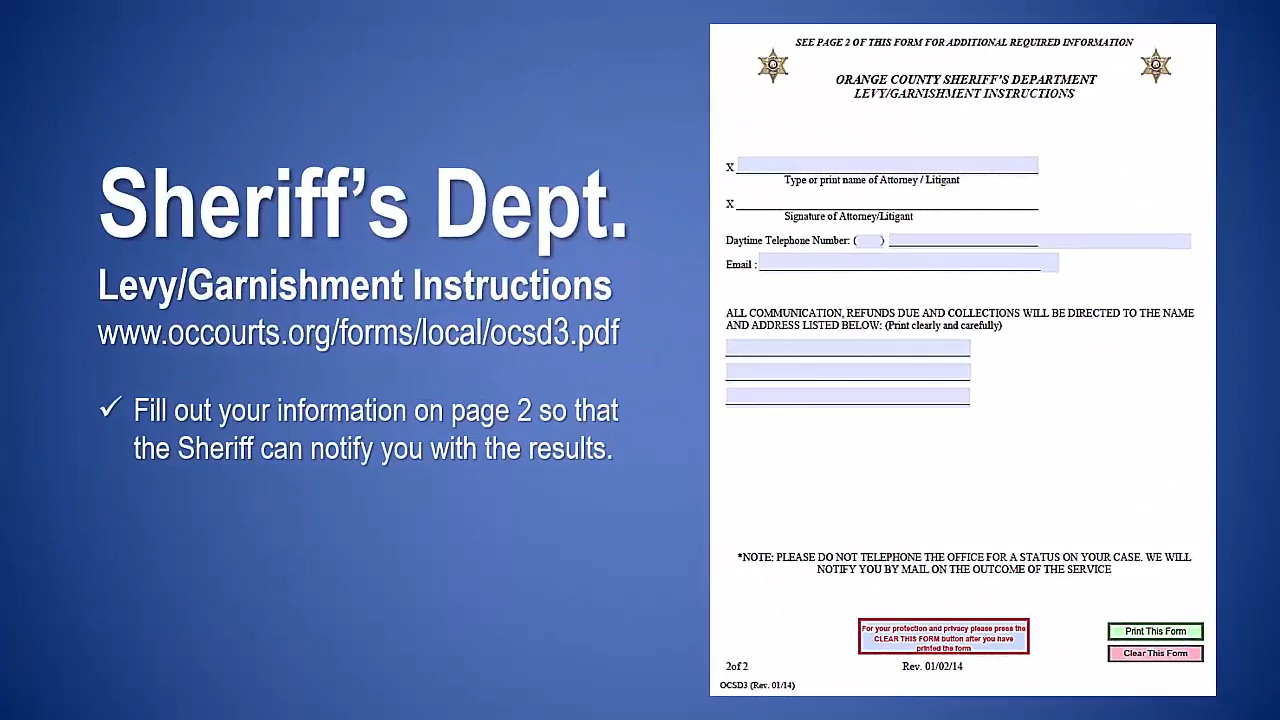 Sheriff's Dept.
Levy/Garnishment Instructions
www.occourts.org/forms/local/ocsd3.pdf
✓ Fill out your information on page 2 so that
the Sheriff can notify you with the results.
SEE PAGE 2 OF THIS FORM FOR ADDITIONAL REQUIRED INFORMATION
ORANGE COUNTY SHERIFF'S DEPARTMENT
LEVY/GARNISHMENT INSTRUCTIONS
X
Type or print name of Attorney / Litigant
X
Signature of Attorney/Litigant
Daytime Telephone Number: ( )
Email :
ALL COMMUNICATION, REFUNDS DUE AND COLLECTIONS WILL BE DIRECTED TO THE NAME
AND ADDRESS LISTED BELOW: (Print clearly and carefully)
*NOTE: PLEASE DO NOT TELEPHONE THE OFFICE FOR A STATUS ON YOUR CASE. WE WILL
NOTIFY YOU BY MAIL ON THE OUTCOME OF THE SERVICE
For your protection and privacy please press the
CLEAR THIS FORM button after you have
printed the form
Print This Form
Clear This Form
2of 2
Rev. 01/02/14
OCSD3 (Rev. 01/14)